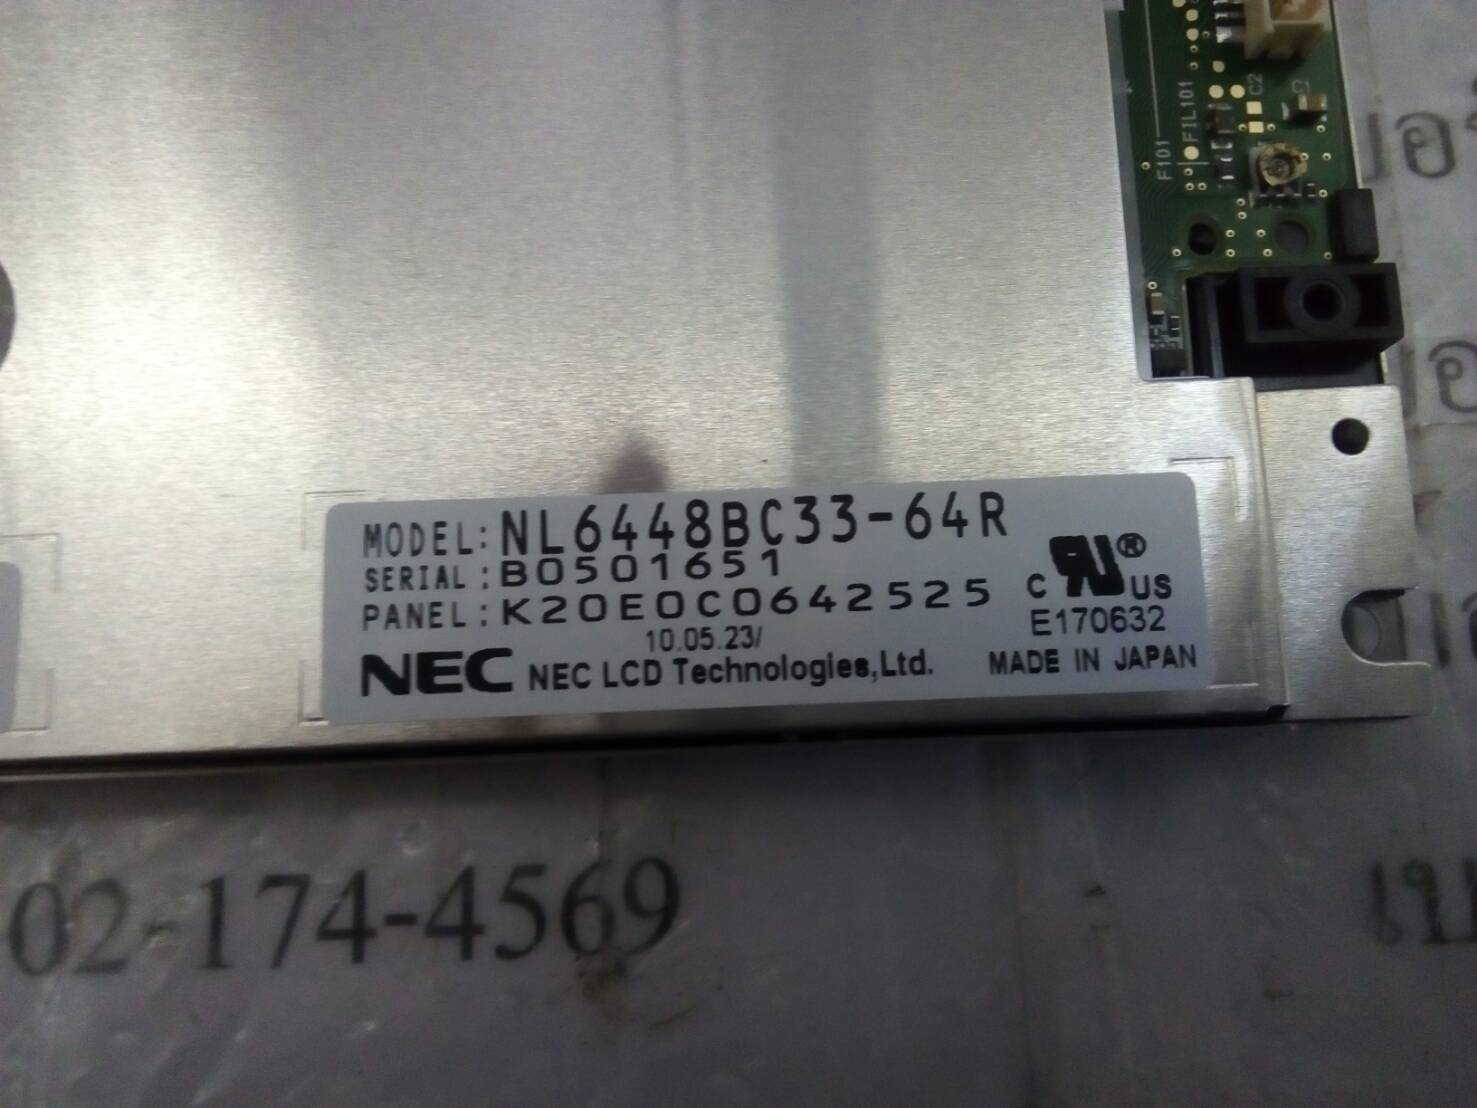 C2
FIL101
F101
MODEL: NL6448BC33-64R
SERIAL : B0501651
PANEL : K20E0C0642525
10.05.23/
NEC NEC LCD Technologies,Ltd.
C US ®
E170632
MADE IN JAPAN
02-174-4569